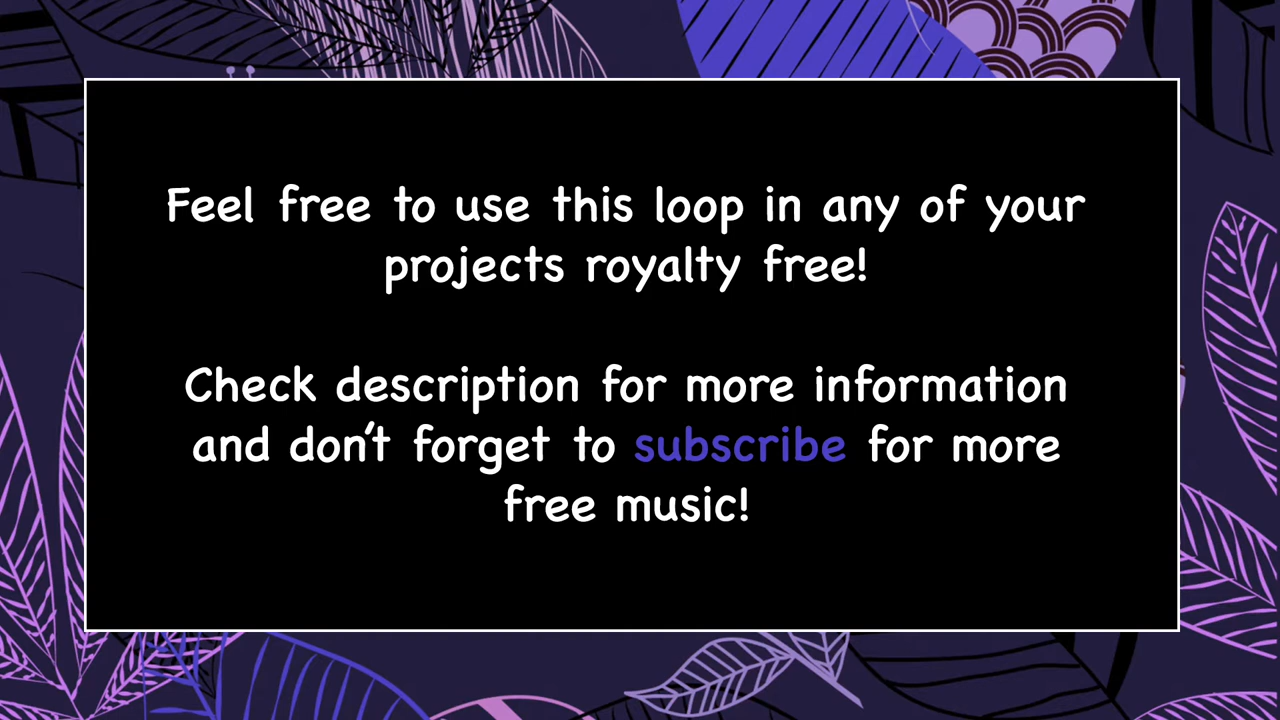 Feel free to use this loop in any of your
projects royalty free!
Check description for more information
and don't forget to subscribe for more
free music!